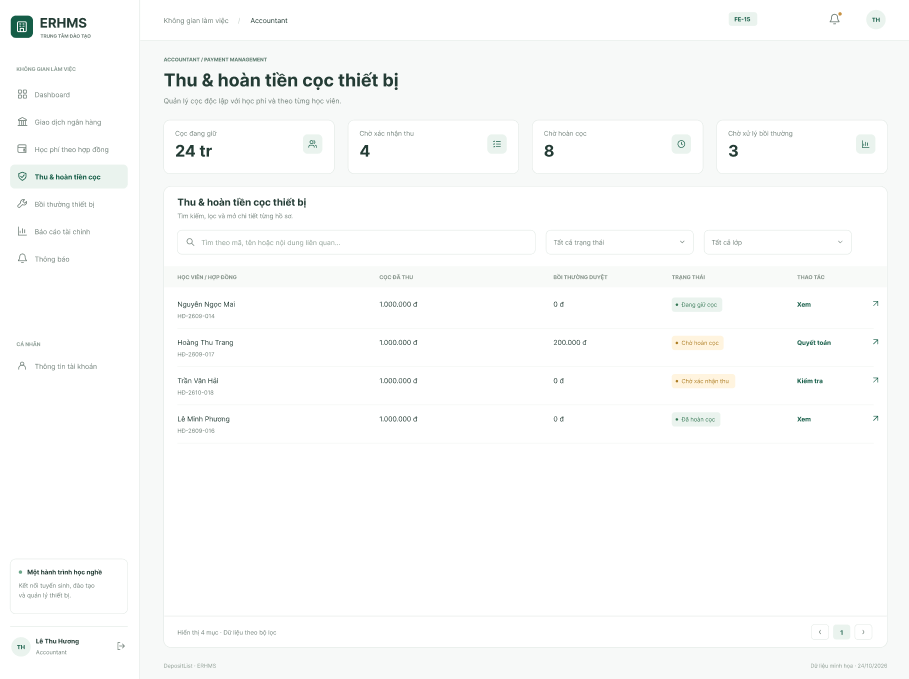 ERHMS
TRUNG TÂM ĐÀO TẠO
KHÔNG GIAN LÀM VIỆC
Dashboard
Giao dịch ngân hàng
Học phí theo hợp đồng
Thu & hoàn tiền cọc
Bồi thường thiết bị
Báo cáo tài chính
Thông báo
CÁ NHÂN
Thông tin tài khoản
Một hành trình học nghề
Kết nối tuyển sinh, đào tạo
và quản lý thiết bị
TH
Lê Thu Hương
Accountant
Không gian làm việc / Accountant
FE-15
TH
ACCOUNTANT / PAYMENT MANAGEMENT
Thu & hoàn tiền cọc thiết bị
Quản lý cọc độc lập với học phí và theo từng học viên.
Cọc đang giữ
24 tr
Chờ xác nhận thu
4
Chờ hoàn cọc
8
Chờ xử lý bồi thường
3
Thu & hoàn tiền cọc thiết bị
Tìm kiếm, lọc và mở chi tiết từng hồ sơ.
Tìm theo mã, tên hoặc nội dung liên quan...
Tất cả trạng thái
Tất cả lớp
HỌC VIÊN / HỢP ĐỒNG CỌC ĐÃ THU BỒI THƯỜNG DUYỆT TRẠNG THÁI THAO TÁC
Nguyễn Ngọc Mai 1.000.000 đ 0 đ Đang giữ cọc Xem
HD-2609-014
Hoàng Thu Trang 1.000.000 đ 200.000 đ Chờ hoàn cọc Quyết toán
HD-2609-017
Trần Văn Hải 1.000.000 đ 0 đ Chờ xác nhận thu Kiểm tra
HD-2610-018
Lê Minh Phương 1.000.000 đ 0 đ Đã hoàn cọc Xem
HD-2609-016
Hiển thị 4 mục · Dữ liệu theo bộ lọc
1
DepositList · ERHMS
Dữ liệu minh họa · 24/10/2026